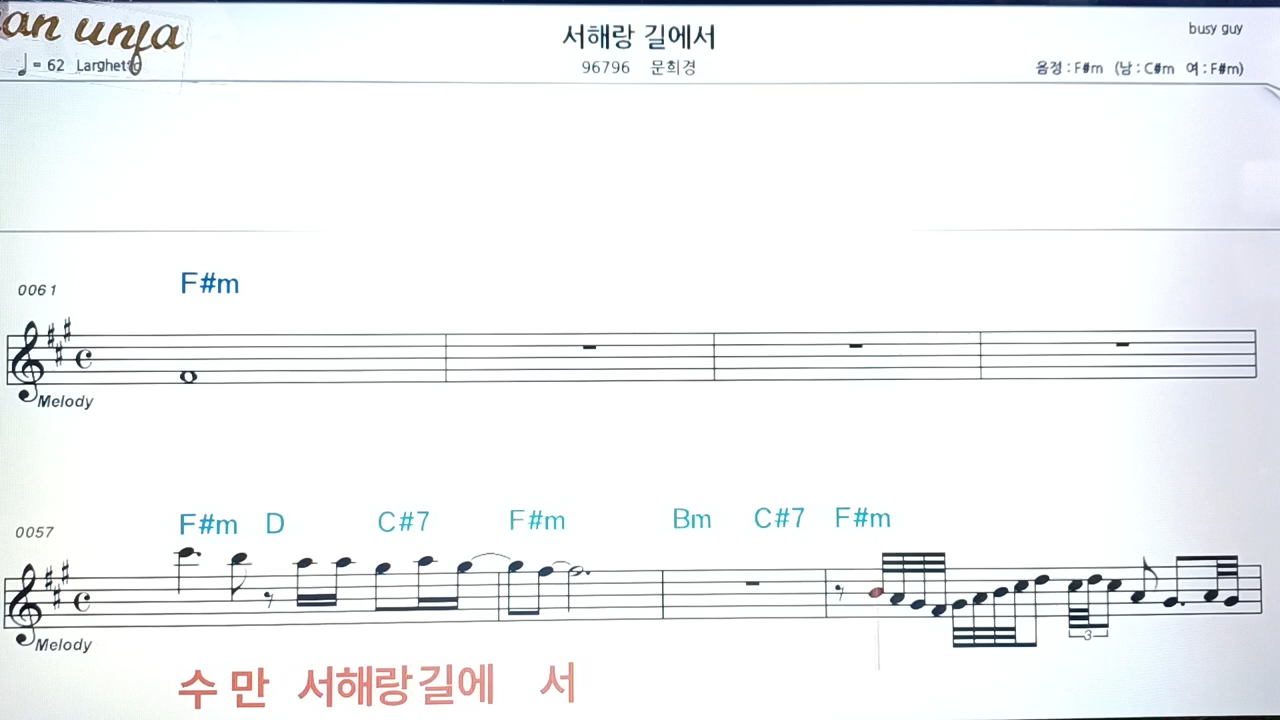 an unfa
서해랑 길에서
busy guy
= 62 Larghetto
96796 문희경
음정 : F#m (남 : C#m 여 : F#m)
F#m
0061
Melody
F#m D C#7 F#m Bm C#7 F#m
0057
3
Melody
수 만 서해랑길에 서